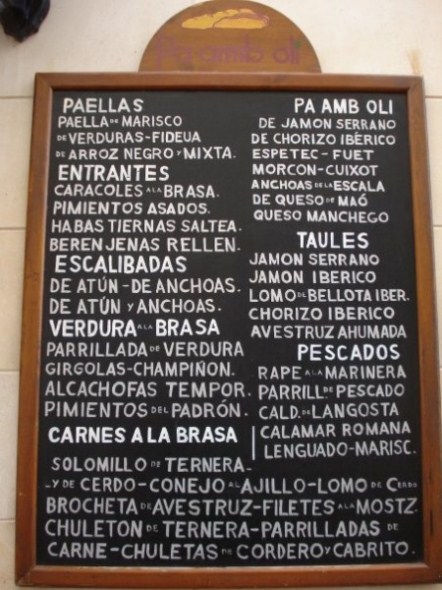 Pa amb oli
PAELLAS
PAELLA DE MARISCO
DE VERDURAS-FIDEUA
DE ARROZ NEGRO Y MIXTA.
ENTRANTES
CARACOLES A LA BRASA.
PIMIENTOS ASADOS.
HABAS TIERNAS SALTEA.
BERENJENAS RELLEN.
ESCALIBADAS
DE ATÚN-DE ANCHOAS.
DE ATÚN Y ANCHOAS.
VERDURA A LA BRASA
PARRILLADA DE VERDURA
GIRGOLAS-CHAMPIÑON.
ALCACHOFAS TEMPOR.
PIMIENTOS DEL PADRÓN.
PA AMB OLI
DE JAMON SERRANO
DE CHORIZO IBÉRICO
ESPETEC-FUET
MORCON-CUIXOT
ANCHOAS DE LA ESCALA
DE QUESO DE MAÓ
QUESO MANCHEGO
TAULES
JAMON SERRANO
JAMON IBERICO
LOMO DE BELLOTA IBER.
CHORIZO IBERICO
AVESTRUZ AHUMADA
PESCADOS
RAPE A LA MARINERA
PARRILL. DE PESCADO
CALD. DE LANGOSTA
CALAMAR ROMANA
LENGUADO-MARISC.
CARNES A LA BRASA
SOLOMILLO DE TERNERA-
-Y DE CERDO-CONEJO AL AJILLO-LOMO DE CERDO
BROCHETA DE AVESTRUZ-FILETES A LA MOSTZ.
CHULETON DE TERNERA-PARRILLADAS DE
CARNE-CHULETAS DE CORDERO Y CABRITO.